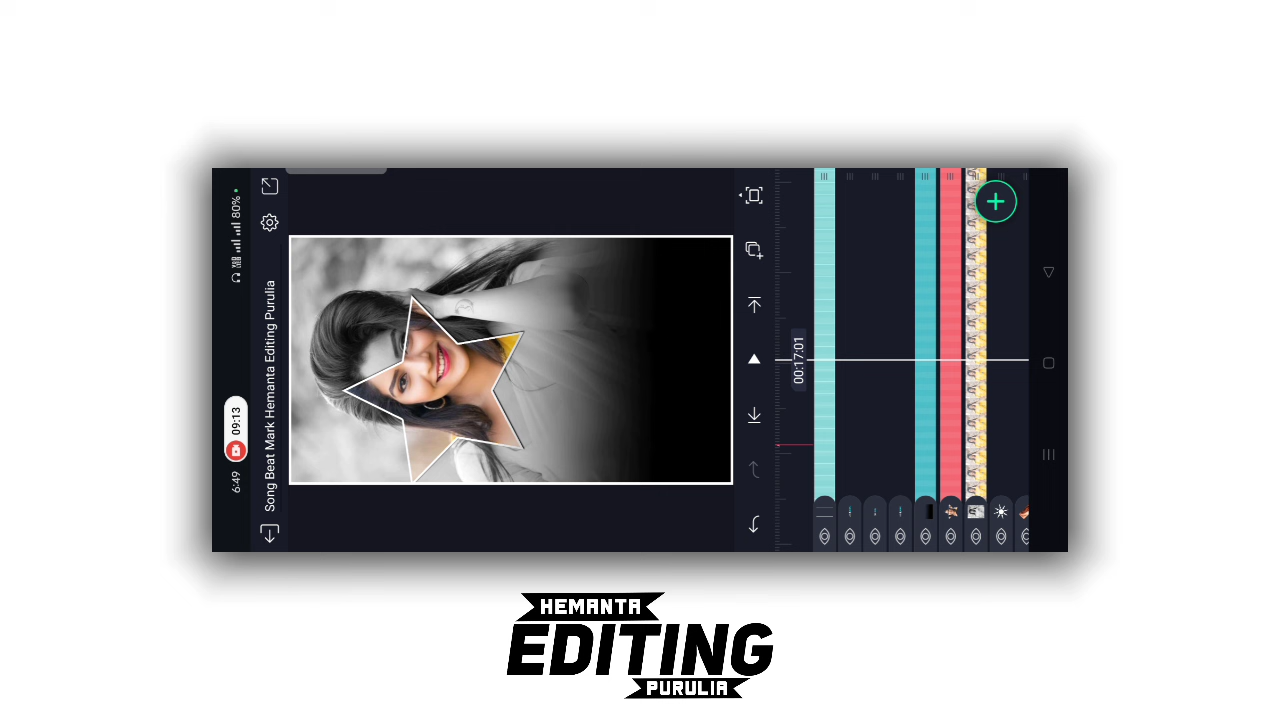 6:49
09:13
80%
Song Beat Mark Hemanta Editing Purulia
00:17:01
HEMANTA
EDITING
PURULIA